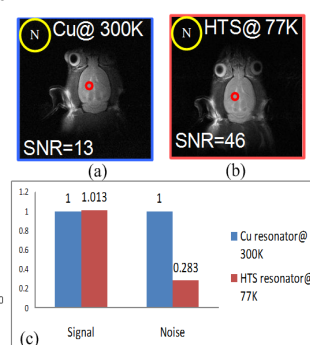 N Cu@ 300K
SNR=13
(a)
N HTS@ 77K
SNR=46
(b)
1.2
1
0.8
0.6
0.4
0.2
0
1 1.013 1
0.283
Signal Noise
Cu resonator@
300K
HTS resonator@
77K
(c)